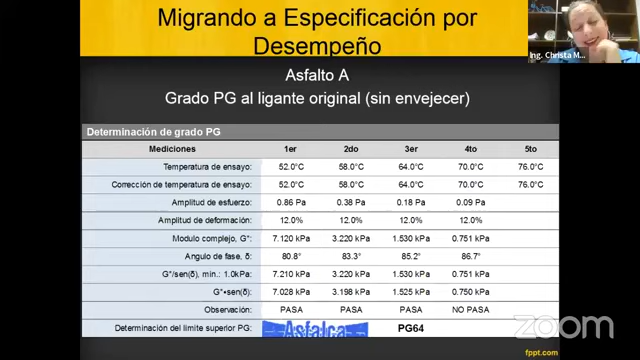 Migrando a Especificación por
Desempeño
Ing. Christa M...
Asfalto A
Grado PG al ligante original (sin envejecer)
Determinación de grado PG
Mediciones 1er 2do 3er 4to 5to
Temperatura de ensayo: 52.0°C 58.0°C 64.0°C 70.0°C 76.0°C
Corrección de temperatura de ensayo: 52.0°C 58.0°C 64.0°C 70.0°C 76.0°C
Amplitud de esfuerzo: 0.86 Pa 0.38 Pa 0.18 Pa 0.09 Pa
Amplitud de deformación: 12.0% 12.0% 12.0% 12.0%
Modulo complejo, G*: 7.120 kPa 3.220 kPa 1.530 kPa 0.751 kPa
Angulo de fase, δ: 80.8° 83.3° 85.2° 86.7°
G*/sen(δ), min.: 1.0kPa: 7.210 kPa 3.220 kPa 1.530 kPa 0.751 kPa
G*•sen(δ): 7.028 kPa 3.198 kPa 1.525 kPa 0.750 kPa
Observación: PASA PASA PASA NO PASA
Determinación del limite superior PG: Asfalca PG64
zoom
fppt.com